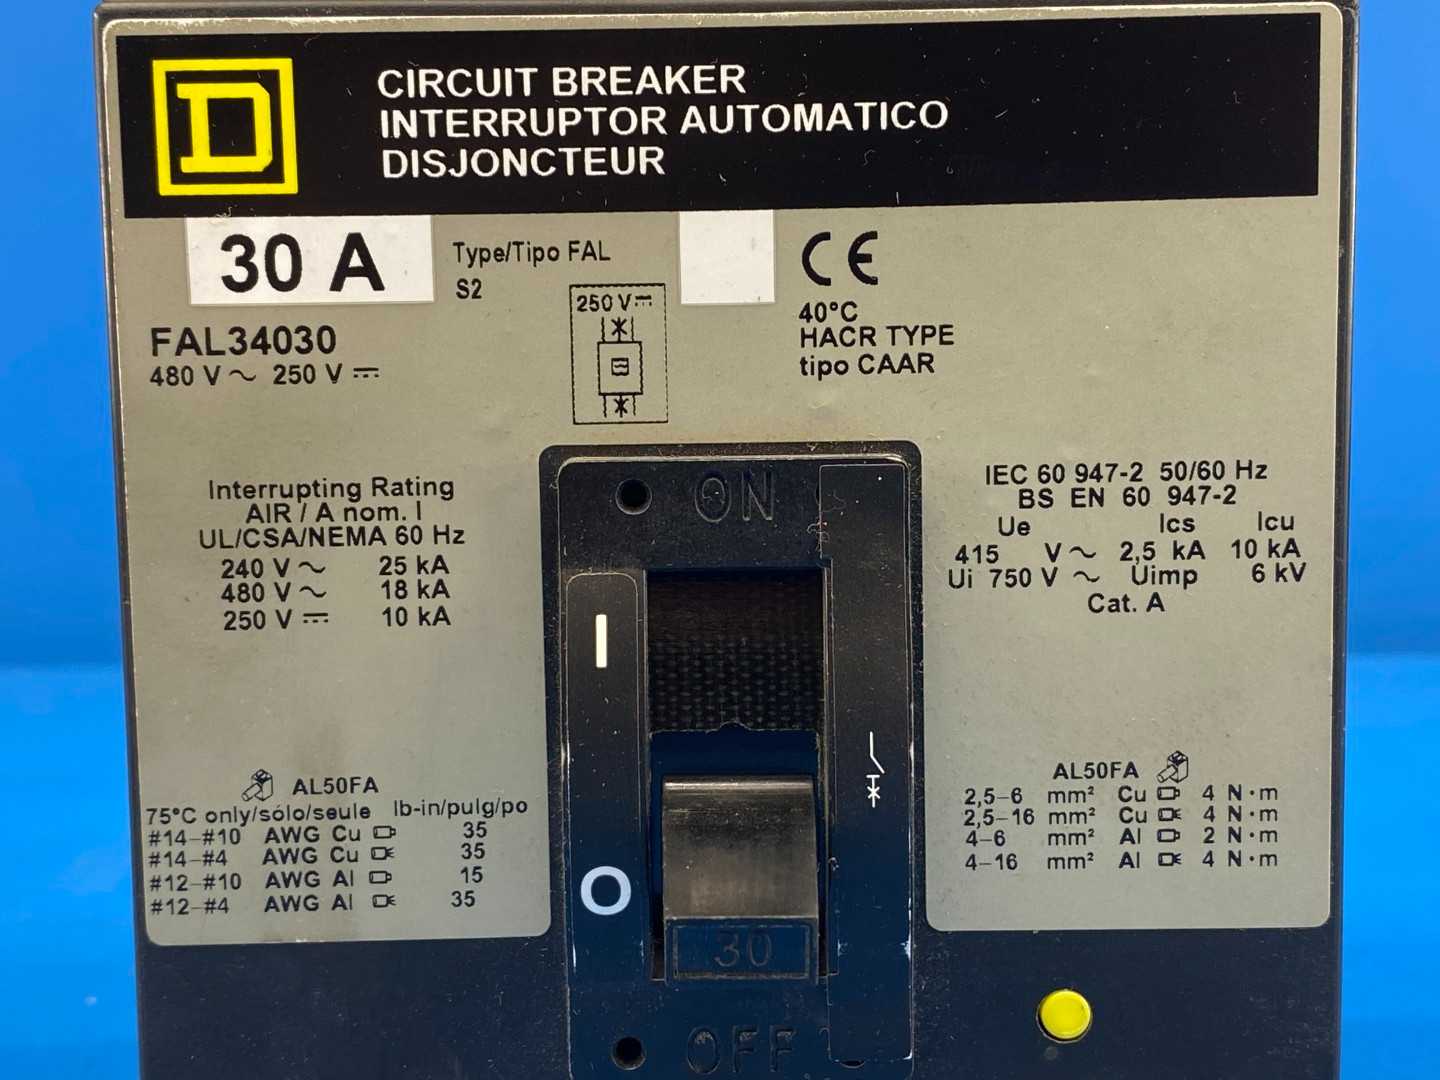 D
CIRCUIT BREAKER
INTERRUPTOR AUTOMATICO
DISJONCTEUR
30 A
Type/Tipo FAL
S2
FAL34030
480 V ~ 250 V ⎓
250 V ⎓
CE
40°C
HACR TYPE
tipo CAAR
Interrupting Rating
AIR / A nom. I
UL/CSA/NEMA 60 Hz
240 V ~ 25 kA
480 V ~ 18 kA
250 V ⎓ 10 kA
ON
I
O
30
OFF
IEC 60 947-2 50/60 Hz
BS EN 60 947-2
Ue Ics Icu
415 V ~ 2,5 kA 10 kA
Ui 750 V ~ Uimp 6 kV
Cat. A
AL50FA
75°C only/sólo/seule lb-in/pulg/po
#14-#10 AWG Cu 35
#14-#4 AWG Cu 35
#12-#10 AWG Al 15
#12-#4 AWG Al 35
AL50FA
2,5-6 mm² Cu 4 N·m
2,5-16 mm² Cu 4 N·m
4-6 mm² Al 2 N·m
4-16 mm² Al 4 N·m